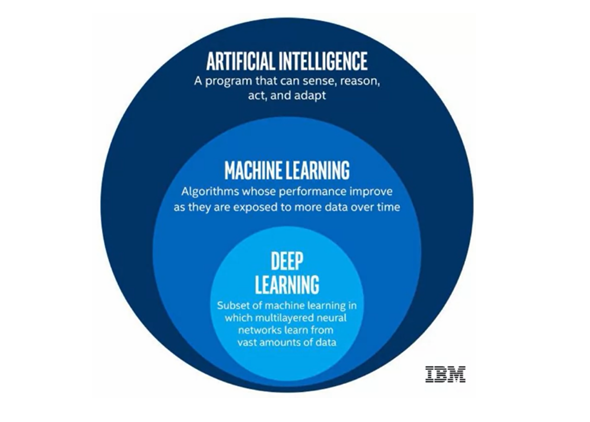 ARTIFICIAL INTELLIGENCE
A program that can sense, reason,
act, and adapt
MACHINE LEARNING
Algorithms whose performance improve
as they are exposed to more data over time
DEEP
LEARNING
Subset of machine learning in
which multilayered neural
networks learn from
vast amounts of data
IBM